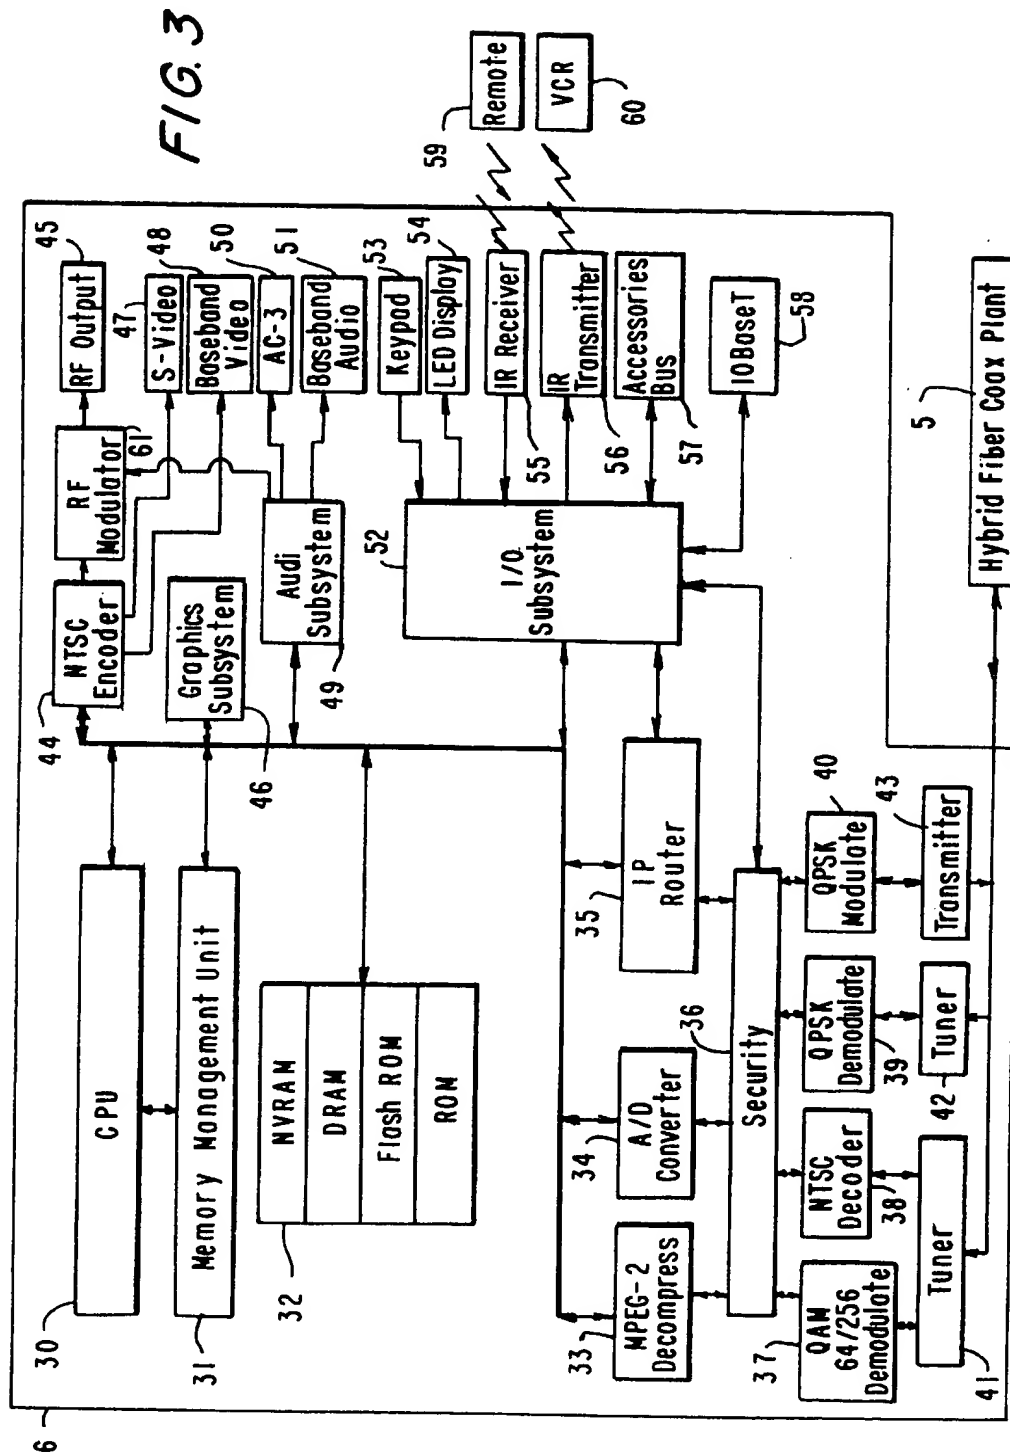 FIG. 3
6
30
CPU
31
Memory Management Unit
32
NVRAM
DRAM
Flash ROM
ROM
44
NTSC
Encoder
RF
Modulator
61
RF Output
45
46
Graphics
Subsystem
47
S-Video
48
Baseband
Video
49
Audi
Subsystem
50
AC-3
51
Baseband
Audio
52
I/O
Subsystem
53
Keypad
54
LED Display
55
IR Receiver
56
IR
Transmitter
57
Accessories
Bus
58
10BaseT
59
Remote
60
VCR
33
MPEG-2
Decompress
34
A/D
Converter
35
IP
Router
36
Security
37
QAM
64/256
Demodulate
38
NTSC
Decoder
39
QPSK
Demodulate
40
QPSK
Modulate
41
Tuner
42
Tuner
43
Transmitter
5
Hybrid Fiber Coax Plant